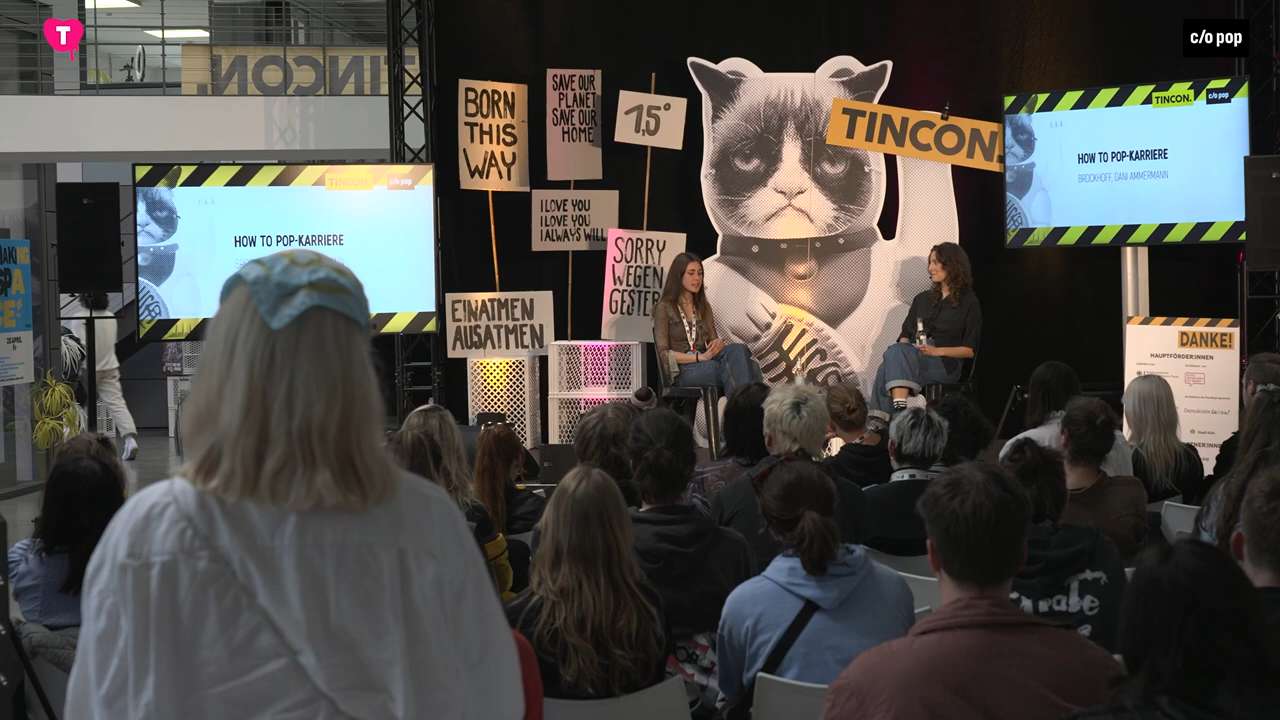 T
c/o pop
TINCON.
BORN
THIS
WAY
SAVE OUR
PLANET
SAVE OUR
HOME
1,5°
TINCON.
I LOVE YOU
I LOVE YOU
I ALWAYS WILL
SORRY
WEGEN
GESTER
EINATMEN
AUSATMEN
TINCON.
c/o pop
HOW TO POP-KARRIERE
TINCON.
c/o pop
HOW TO POP-KARRIERE
BROCKHOFF, DANI AMMERMANN
DANKE!
HAUPTFÖRDER:INNEN